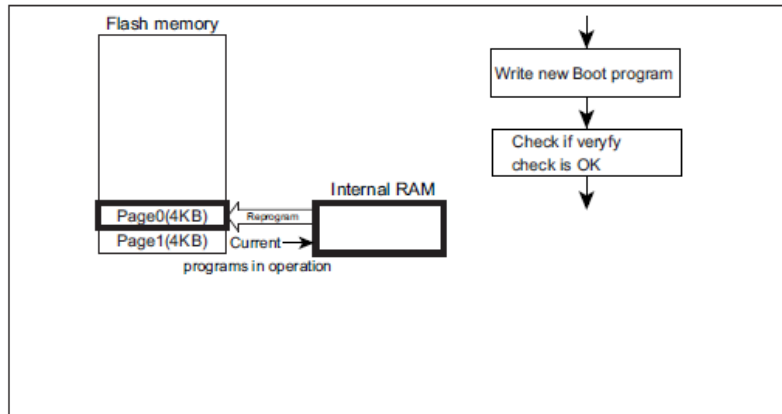 Flash memory
Page0(4KB)
Page1(4KB)
Reprogram
Internal RAM
Current
programs in operation
Write new Boot program
Check if veryfy
check is OK